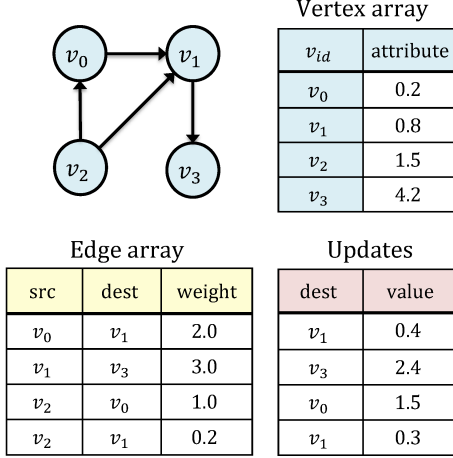 v0 v1
v2 v3
Vertex array
vid attribute
v0 0.2
v1 0.8
v2 1.5
v3 4.2
Edge array
src dest weight
v0 v1 2.0
v1 v3 3.0
v2 v0 1.0
v2 v1 0.2
Updates
dest value
v1 0.4
v3 2.4
v0 1.5
v1 0.3